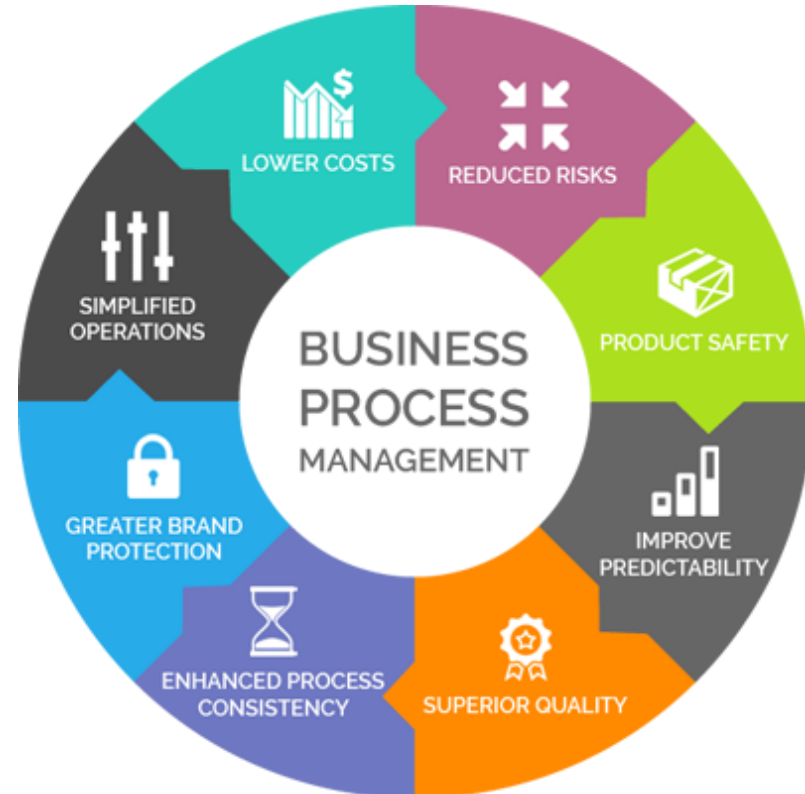 LOWER COSTS
REDUCED RISKS
PRODUCT SAFETY
IMPROVE
PREDICTABILITY
SUPERIOR QUALITY
ENHANCED PROCESS
CONSISTENCY
GREATER BRAND
PROTECTION
SIMPLIFIED
OPERATIONS
BUSINESS
PROCESS
MANAGEMENT
$